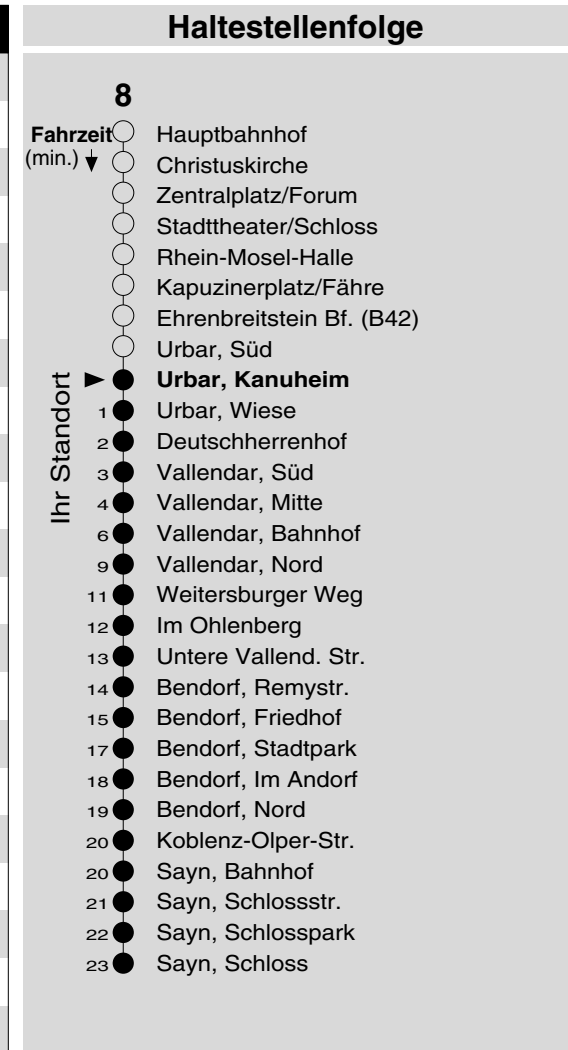 Haltestellenfolge
8
Fahrzeit Hauptbahnhof
(min.) Christuskirche
Zentralplatz/Forum
Stadttheater/Schloss
Rhein-Mosel-Halle
Kapuzinerplatz/Fähre
Ehrenbreitstein Bf. (B42)
Urbar, Süd
Ihr Standort
Urbar, Kanuheim
1 Urbar, Wiese
2 Deutschherrenhof
3 Vallendar, Süd
4 Vallendar, Mitte
6 Vallendar, Bahnhof
9 Vallendar, Nord
11 Weitersburger Weg
12 Im Ohlenberg
13 Untere Vallend. Str.
14 Bendorf, Remystr.
15 Bendorf, Friedhof
17 Bendorf, Stadtpark
18 Bendorf, Im Andorf
19 Bendorf, Nord
20 Koblenz-Olper-Str.
20 Sayn, Bahnhof
21 Sayn, Schlossstr.
22 Sayn, Schlosspark
23 Sayn, Schloss